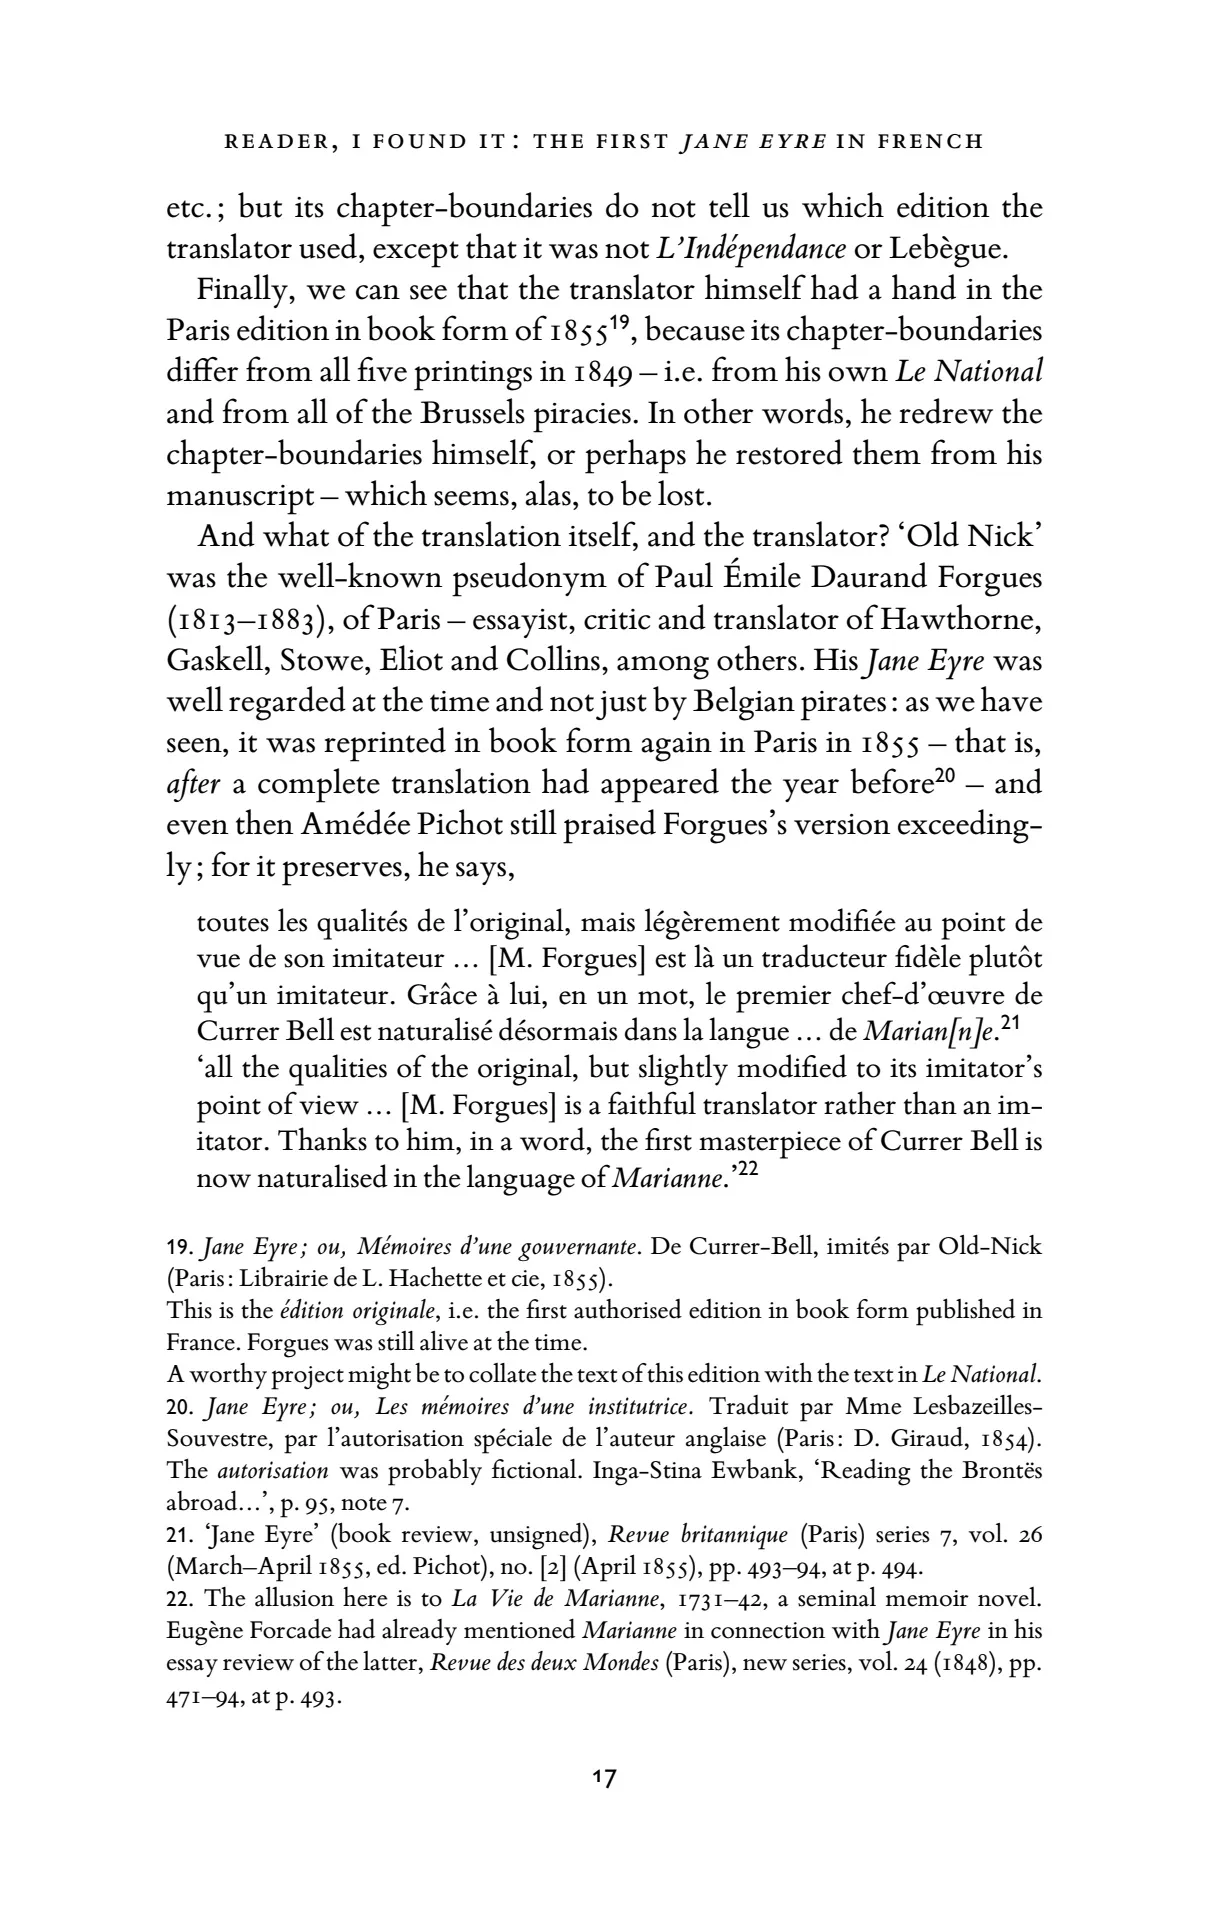 READER, I FOUND IT: THE FIRST JANE EYRE IN FRENCH
etc.; but its chapter-boundaries do not tell us which edition the
translator used, except that it was not L’Indépendance or Lebègue.
Finally, we can see that the translator himself had a hand in the
Paris edition in book form of 1855¹⁹, because its chapter-boundaries
differ from all five printings in 1849 – i.e. from his own Le National
and from all of the Brussels piracies. In other words, he redrew the
chapter-boundaries himself, or perhaps he restored them from his
manuscript – which seems, alas, to be lost.
And what of the translation itself, and the translator? ‘Old Nick’
was the well-known pseudonym of Paul Émile Daurand Forgues
(1813–1883), of Paris – essayist, critic and translator of Hawthorne,
Gaskell, Stowe, Eliot and Collins, among others. His Jane Eyre was
well regarded at the time and not just by Belgian pirates: as we have
seen, it was reprinted in book form again in Paris in 1855 – that is,
after a complete translation had appeared the year before²⁰ – and
even then Amédée Pichot still praised Forgues’s version exceeding-
ly; for it preserves, he says,
toutes les qualités de l’original, mais légèrement modifiée au point de
vue de son imitateur … [M. Forgues] est là un traducteur fidèle plutôt
qu’un imitateur. Grâce à lui, en un mot, le premier chef-d’œuvre de
Currer Bell est naturalisé désormais dans la langue … de Marian[n]e.²¹
‘all the qualities of the original, but slightly modified to its imitator’s
point of view … [M. Forgues] is a faithful translator rather than an im-
itator. Thanks to him, in a word, the first masterpiece of Currer Bell is
now naturalised in the language of Marianne.’²²
19. Jane Eyre; ou, Mémoires d’une gouvernante. De Currer-Bell, imités par Old-Nick
(Paris: Librairie de L. Hachette et cie, 1855).
This is the édition originale, i.e. the first authorised edition in book form published in
France. Forgues was still alive at the time.
A worthy project might be to collate the text of this edition with the text in Le National.
20. Jane Eyre; ou, Les mémoires d’une institutrice. Traduit par Mme Lesbazeilles-
Souvestre, par l’autorisation spéciale de l’auteur anglaise (Paris: D. Giraud, 1854).
The autorisation was probably fictional. Inga-Stina Ewbank, ‘Reading the Brontës
abroad…’, p. 95, note 7.
21. ‘Jane Eyre’ (book review, unsigned), Revue britannique (Paris) series 7, vol. 26
(March–April 1855, ed. Pichot), no. [2] (April 1855), pp. 493–94, at p. 494.
22. The allusion here is to La Vie de Marianne, 1731–42, a seminal memoir novel.
Eugène Forcade had already mentioned Marianne in connection with Jane Eyre in his
essay review of the latter, Revue des deux Mondes (Paris), new series, vol. 24 (1848), pp.
471–94, at p. 493.
17